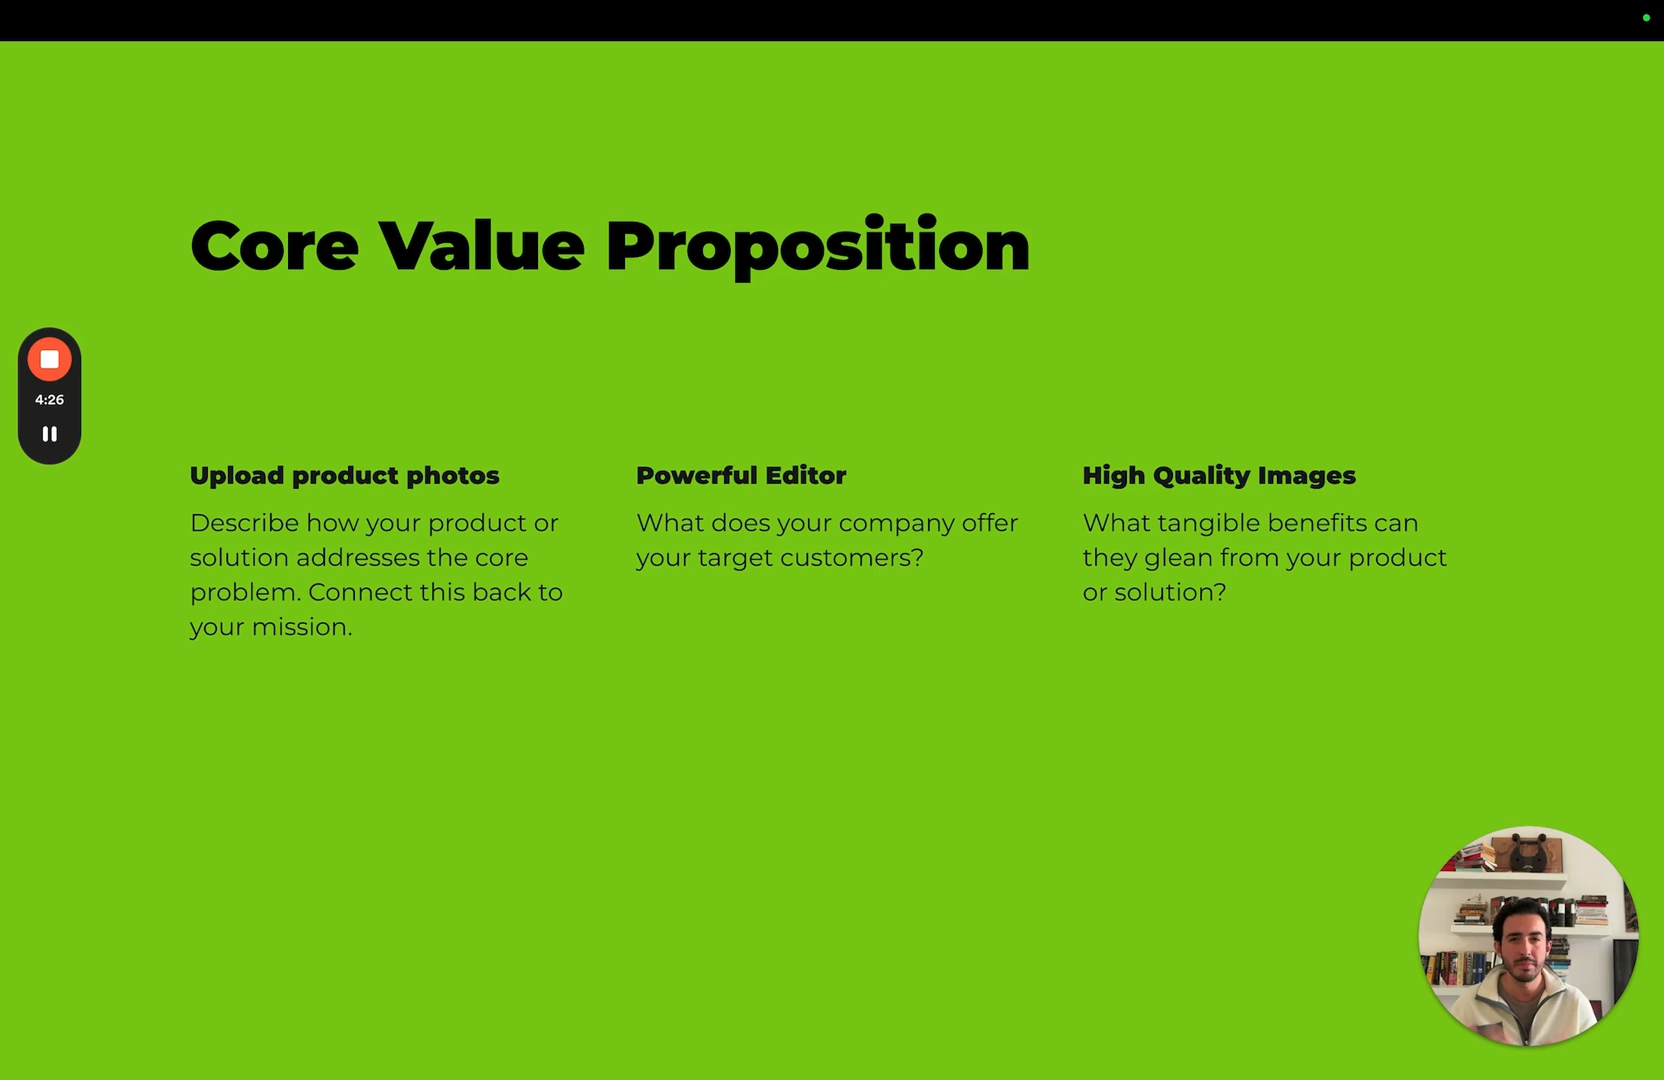 Core Value Proposition
4:26
Upload product photos
Describe how your product or
solution addresses the core
problem. Connect this back to
your mission.
Powerful Editor
What does your company offer
your target customers?
High Quality Images
What tangible benefits can
they glean from your product
or solution?